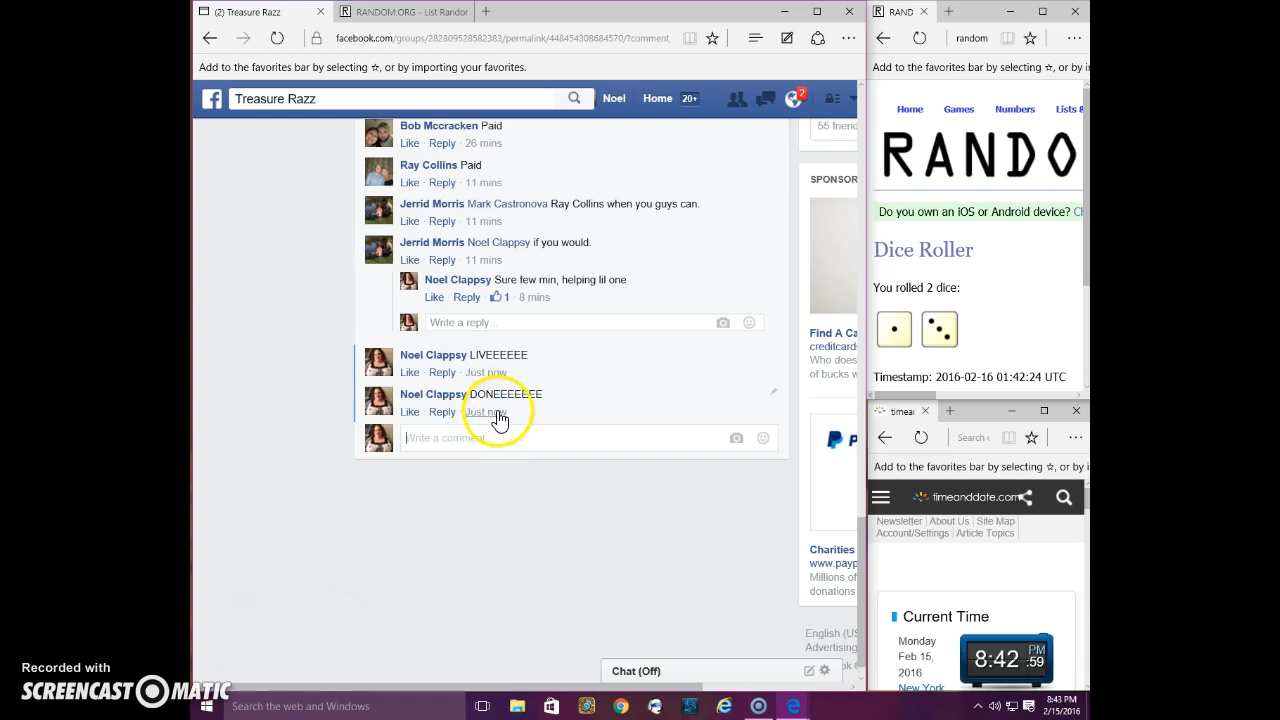 Treasure Razz
RANDOM.ORG - List Randor
facebook.com/groups/282809528582383/permalink/448454308684570/?comment_
Add to the favorites bar by selecting ☆, or by importing your favorites.
Treasure Razz
Noel
Home 20+
2
Bob Mccracken Paid
Like · Reply · 26 mins
Ray Collins Paid
Like · Reply · 11 mins
Jerrid Morris Mark Castronova Ray Collins when you guys can.
Like · Reply · 11 mins
Jerrid Morris Noel Clappsy if you would.
Like · Reply · 11 mins
Noel Clappsy Sure few min, helping lil one
Like · Reply · 1 · 8 mins
Write a reply...
Noel Clappsy LIVEEEEEE
Like · Reply · Just now
Noel Clappsy DONEEEEEEE
Like · Reply · Just now
Write a comment...
55 friend
SPONSOR
Find A Ca
creditcards
Who does
of bucks w
Charities
www.payp
Millions of
donations
English (US
Advertising
Chat (Off)
RAND
random
Add to the favorites bar by selecting ☆, or by i
Home Games Numbers Lists &
RANDO
Do you own an iOS or Android device? C
Dice Roller
You rolled 2 dice:
Timestamp: 2016-02-16 01:42:24 UTC
timea
Search o
Add to the favorites bar by selecting ☆, or by im
timeanddate.com
Newsletter | About Us | Site Map
Account/Settings | Article Topics |
Current Time
Monday
Feb 15,
2016
New York
8:42 PM :59
Recorded with
SCREENCAST-O-MATIC
Search the web and Windows
8:43 PM
2/15/2016